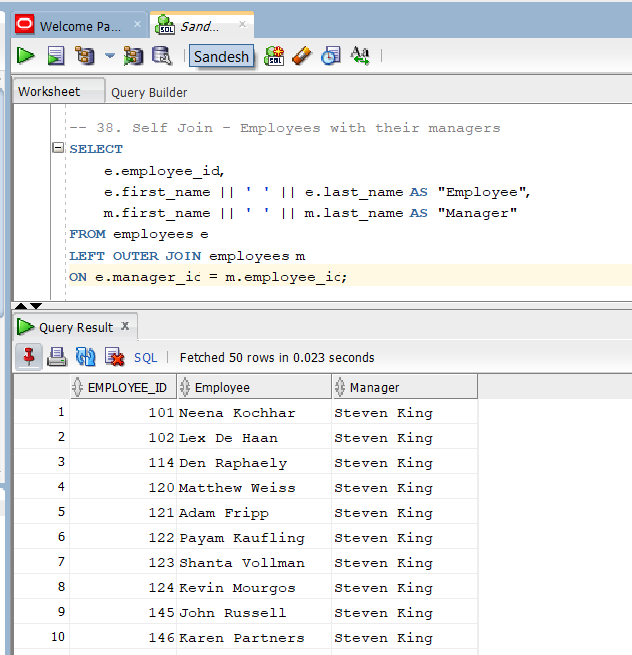 Welcome Pa...
Sand...
Sandesh
Worksheet
Query Builder
-- 38. Self Join - Employees with their managers
SELECT
e.employee_id,
e.first_name || ' ' || e.last_name AS "Employee",
m.first_name || ' ' || m.last_name AS "Manager"
FROM employees e
LEFT OUTER JOIN employees m
ON e.manager_ic = m.employee_ic;
Query Result
SQL | Fetched 50 rows in 0.023 seconds
EMPLOYEE_ID Employee Manager
1 101 Neena Kochhar Steven King
2 102 Lex De Haan Steven King
3 114 Den Raphaely Steven King
4 120 Matthew Weiss Steven King
5 121 Adam Fripp Steven King
6 122 Payam Kaufling Steven King
7 123 Shanta Vollman Steven King
8 124 Kevin Mourgos Steven King
9 145 John Russell Steven King
10 146 Karen Partners Steven King